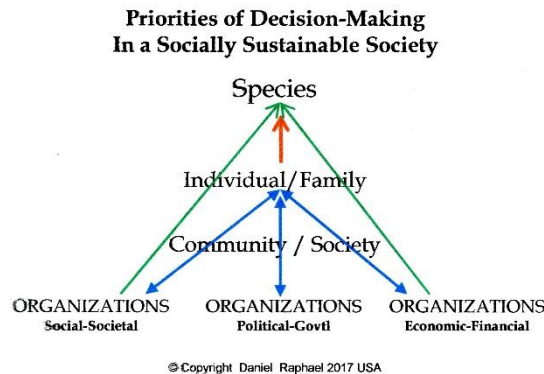 Priorities of Decision-Making
In a Socially Sustainable Society
Species
Individual/Family
Community / Society
ORGANIZATIONS ORGANIZATIONS ORGANIZATIONS
Social-Societal Political-Govtl Economic-Financial
© Copyright Daniel Raphael 2017 USA